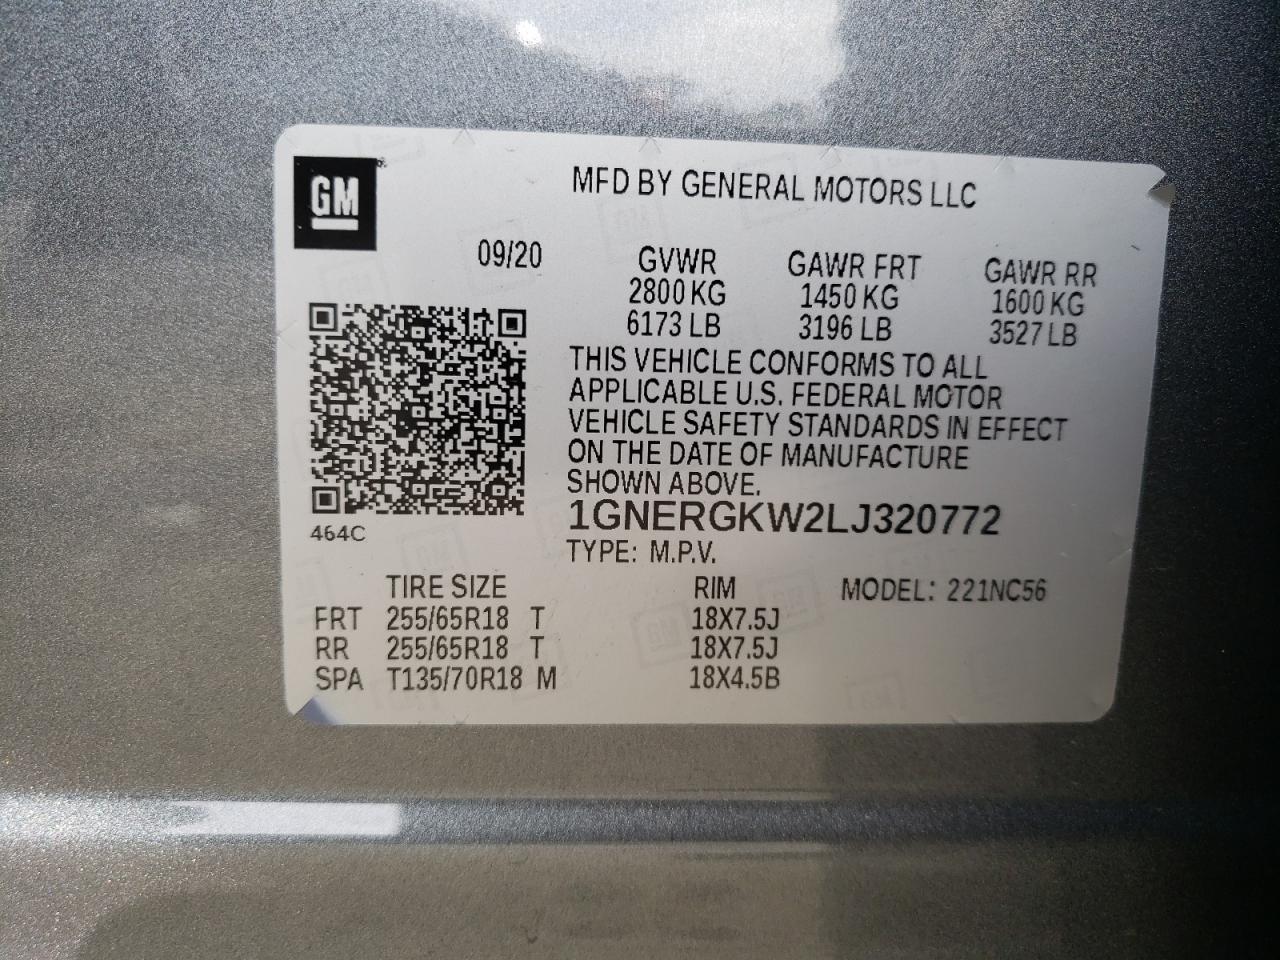 GM
MFD BY GENERAL MOTORS LLC
09/20 GVWR GAWR FRT GAWR RR
2800 KG 1450 KG 1600 KG
6173 LB 3196 LB 3527 LB
THIS VEHICLE CONFORMS TO ALL
APPLICABLE U.S. FEDERAL MOTOR
VEHICLE SAFETY STANDARDS IN EFFECT
ON THE DATE OF MANUFACTURE
SHOWN ABOVE.
1GNERGKW2LJ320772
464C
TYPE: M.P.V.
TIRE SIZE RIM MODEL: 221NC56
FRT 255/65R18 T 18X7.5J
RR 255/65R18 T 18X7.5J
SPA T135/70R18 M 18X4.5B